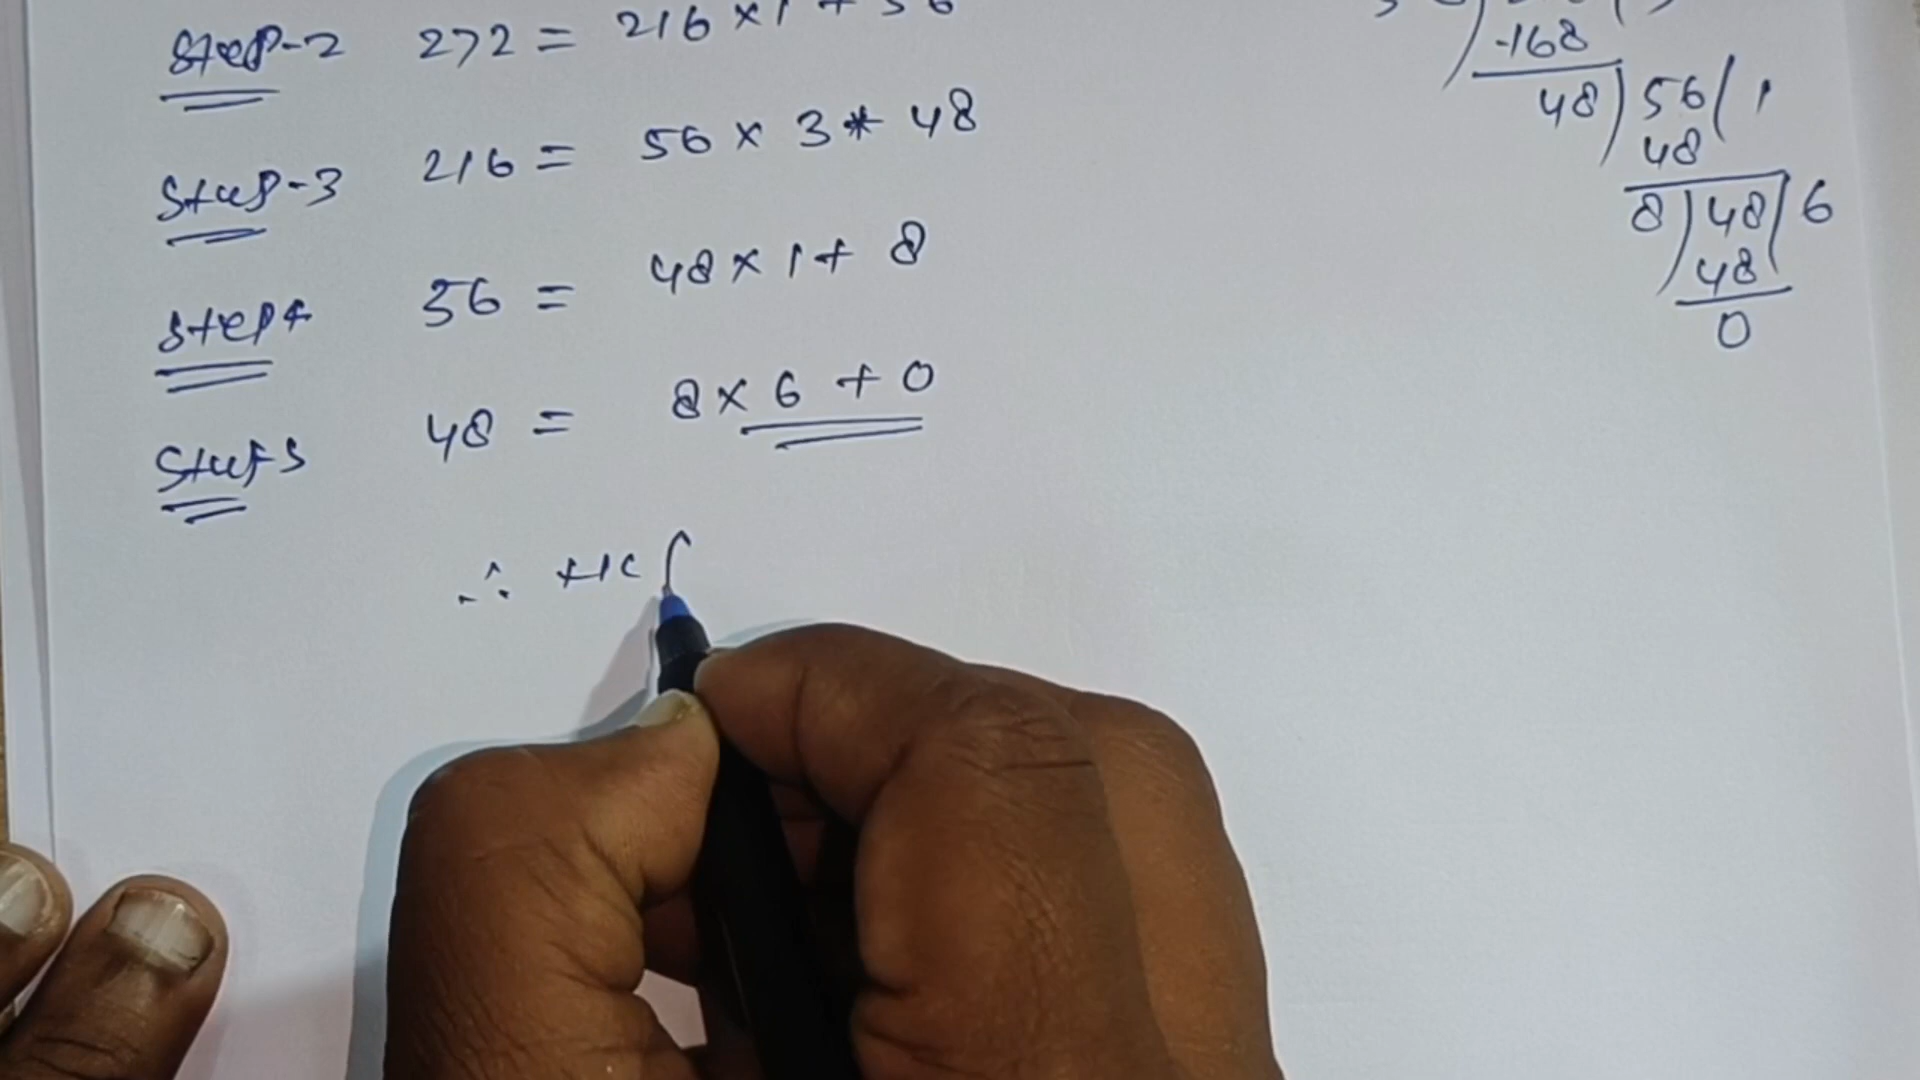 Step-2 272 = 216 × 1 + 56
Step-3 216 = 56 × 3 * 48
Step 4 56 = 48 × 1 + 8
Step 5 48 = 8 × 6 + 0
∴ HCf
-168
48) 56 ( 1
48
8) 48 ( 6
48
0